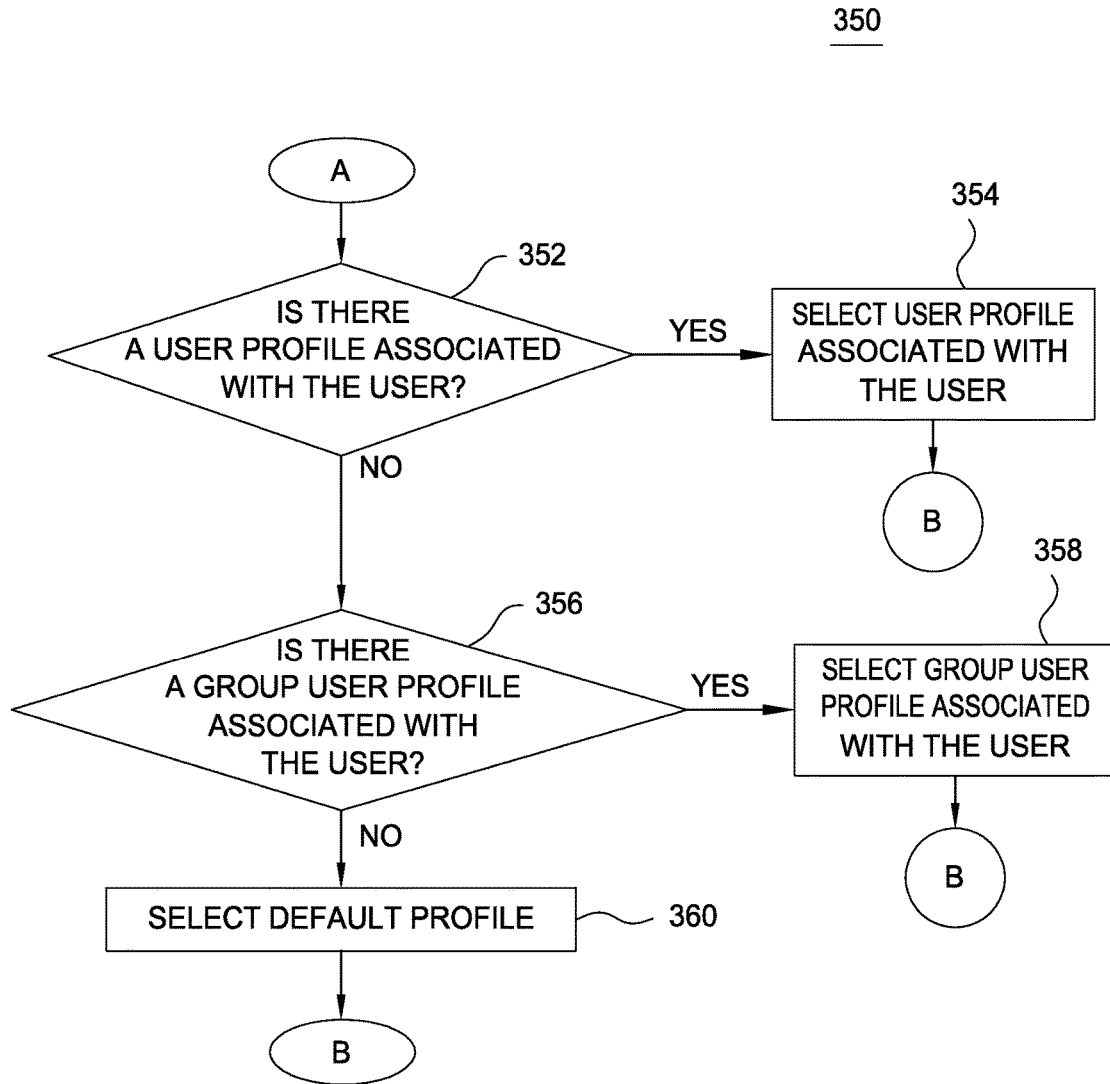 350
A
352
IS THERE
A USER PROFILE ASSOCIATED
WITH THE USER?
YES
354
SELECT USER PROFILE
ASSOCIATED WITH
THE USER
B
NO
356
IS THERE
A GROUP USER PROFILE
ASSOCIATED WITH
THE USER?
YES
358
SELECT GROUP USER
PROFILE ASSOCIATED
WITH THE USER
B
NO
SELECT DEFAULT PROFILE
360
B